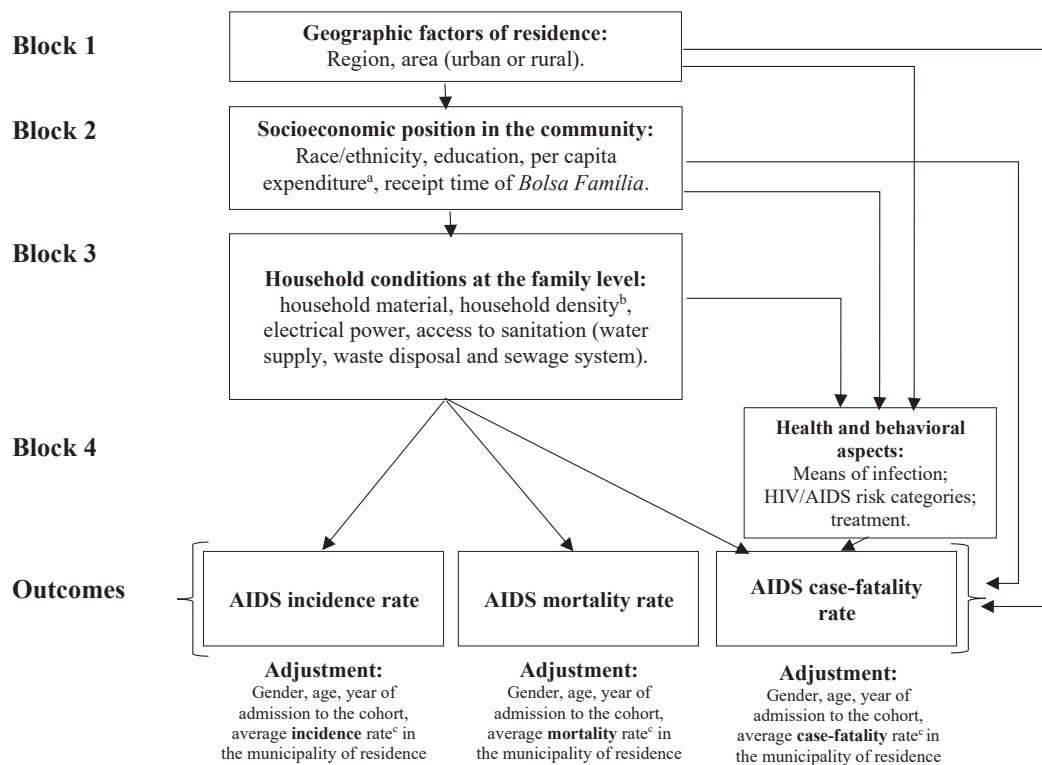 Block 1
Geographic factors of residence:
Region, area (urban or rural).
Block 2
Socioeconomic position in the community:
Race/ethnicity, education, per capita
expenditureᵃ, receipt time of Bolsa Família.
Block 3
Household conditions at the family level:
household material, household densityᵇ,
electrical power, access to sanitation (water
supply, waste disposal and sewage system).
Block 4
Health and behavioral
aspects:
Means of infection;
HIV/AIDS risk categories;
treatment.
Outcomes
AIDS incidence rate
AIDS mortality rate
AIDS case-fatality
rate
Adjustment:
Gender, age, year of
admission to the cohort,
average incidence rateᶜ in
the municipality of residence
Adjustment:
Gender, age, year of
admission to the cohort,
average mortality rateᶜ in
the municipality of residence
Adjustment:
Gender, age, year of
admission to the cohort,
average case-fatality rateᶜ in
the municipality of residence